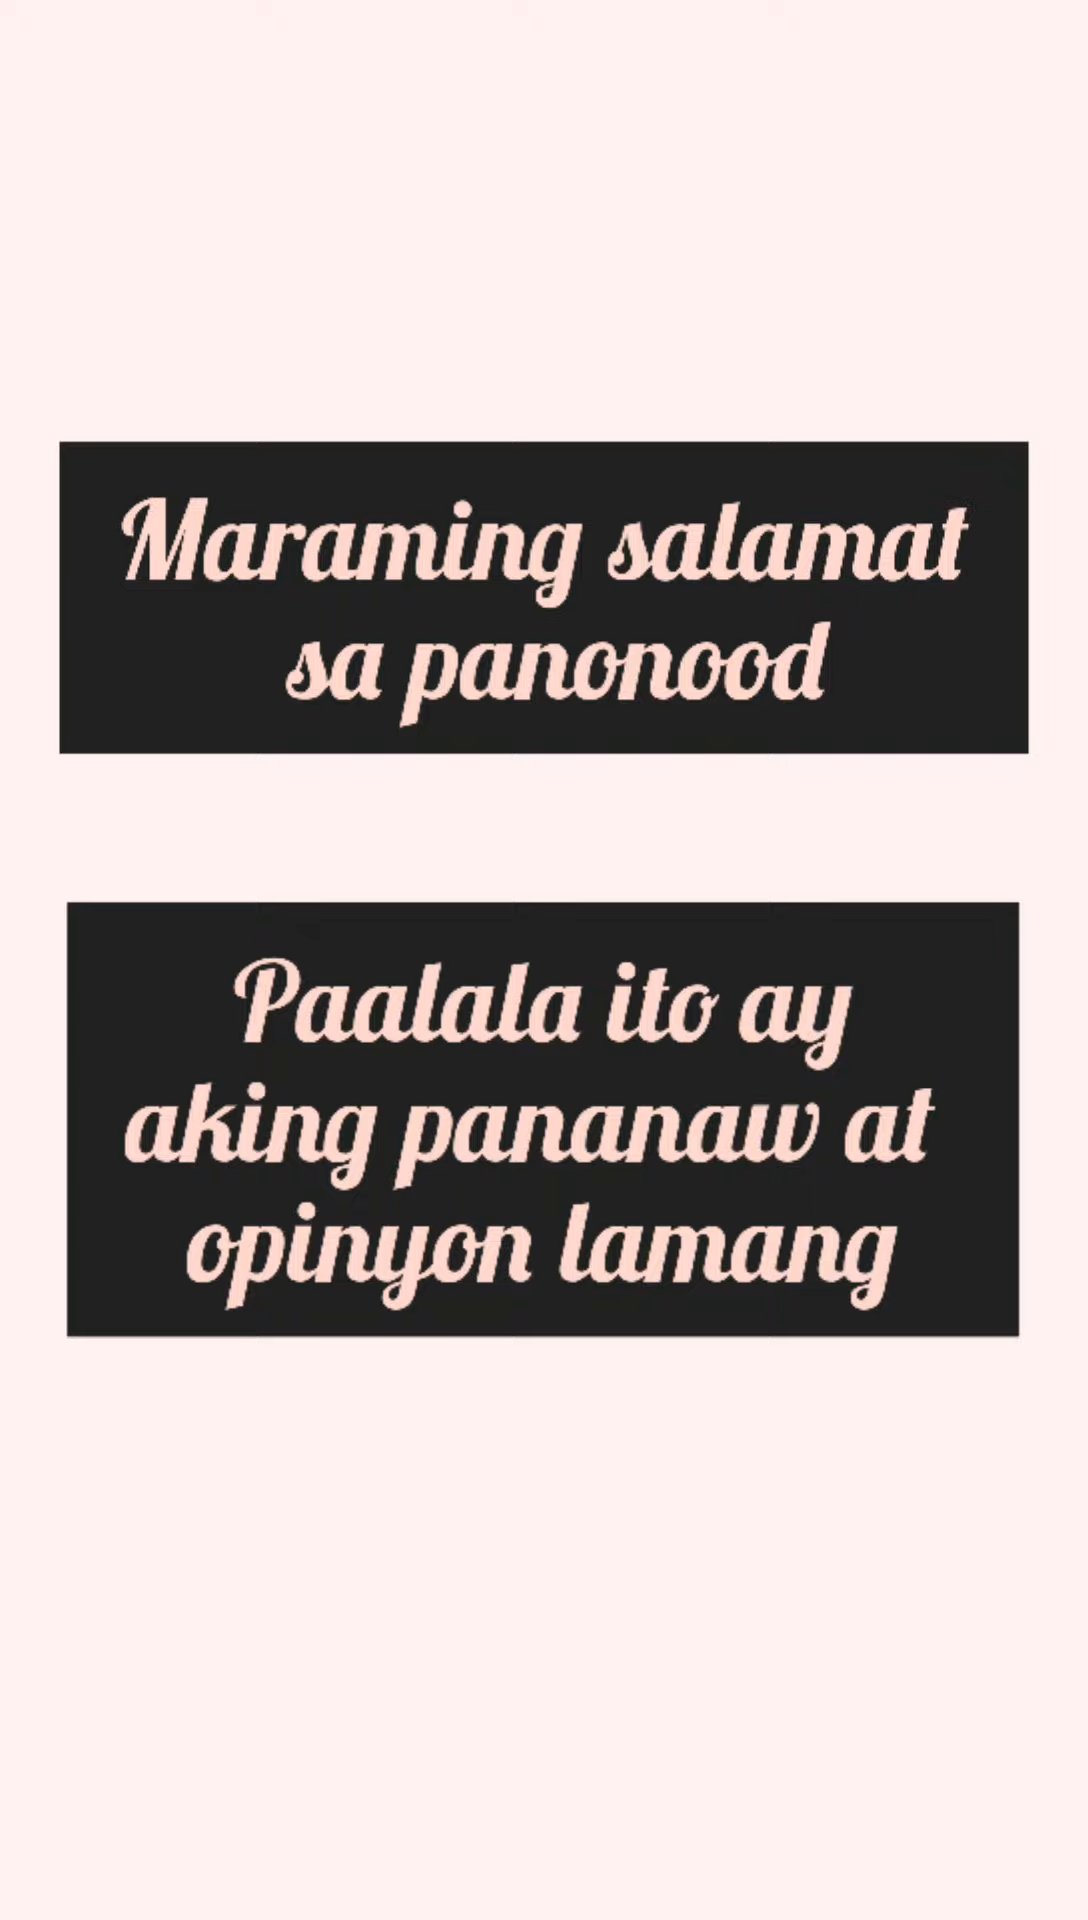 Maraming salamat
sa panonood
Paalala ito ay
aking pananaw at
opinyon lamang